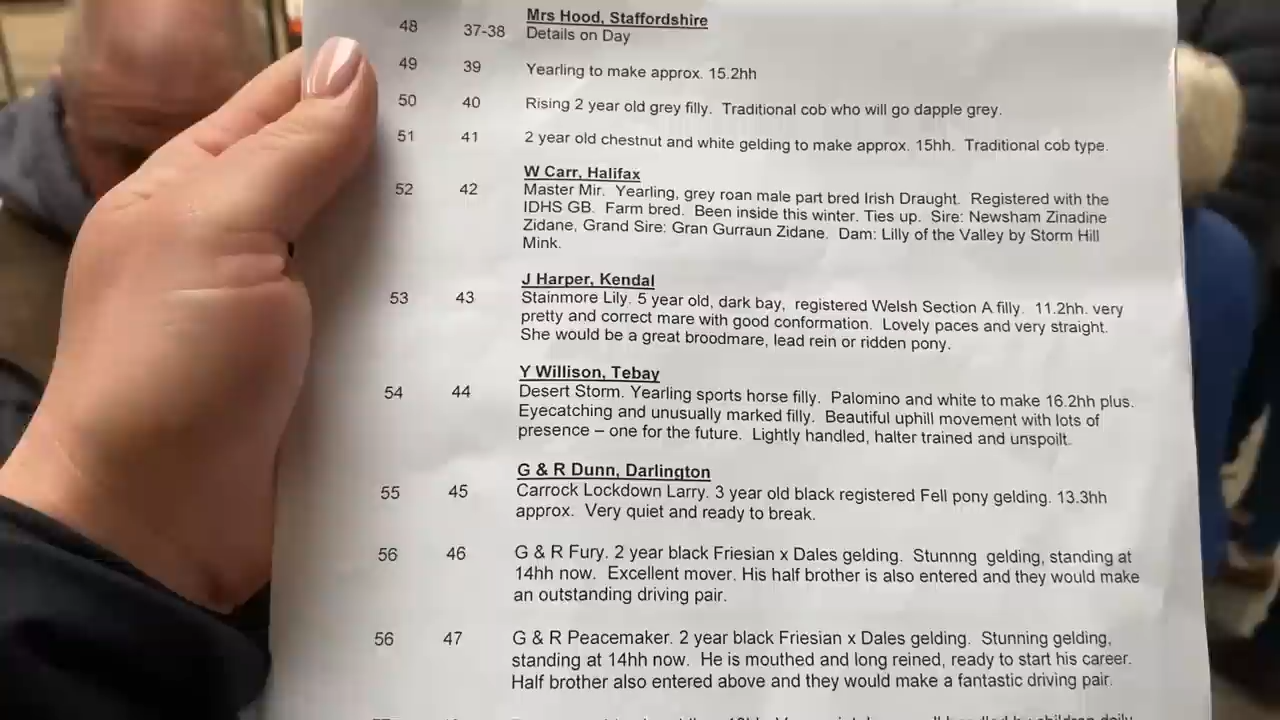 Mrs Hood, Staffordshire
48 37-38 Details on Day
49 39 Yearling to make approx. 15.2hh
50 40 Rising 2 year old grey filly. Traditional cob who will go dapple grey.
51 41 2 year old chestnut and white gelding to make approx. 15hh. Traditional cob type.
W Carr, Halifax
52 42 Master Mir. Yearling, grey roan male part bred Irish Draught. Registered with the
IDHS GB. Farm bred. Been inside this winter. Ties up. Sire: Newsham Zinadine
Zidane, Grand Sire: Gran Gurraun Zidane. Dam: Lilly of the Valley by Storm Hill
Mink.
J Harper, Kendal
53 43 Stainmore Lily. 5 year old, dark bay, registered Welsh Section A filly. 11.2hh. very
pretty and correct mare with good conformation. Lovely paces and very straight.
She would be a great broodmare, lead rein or ridden pony.
Y Willison, Tebay
54 44 Desert Storm. Yearling sports horse filly. Palomino and white to make 16.2hh plus.
Eyecatching and unusually marked filly. Beautiful uphill movement with lots of
presence – one for the future. Lightly handled, halter trained and unspoilt.
G & R Dunn, Darlington
55 45 Carrock Lockdown Larry. 3 year old black registered Fell pony gelding. 13.3hh
approx. Very quiet and ready to break.
56 46 G & R Fury. 2 year black Friesian x Dales gelding. Stunnng gelding, standing at
14hh now. Excellent mover. His half brother is also entered and they would make
an outstanding driving pair.
56 47 G & R Peacemaker. 2 year black Friesian x Dales gelding. Stunning gelding,
standing at 14hh now. He is mouthed and long reined, ready to start his career.
Half brother also entered above and they would make a fantastic driving pair.